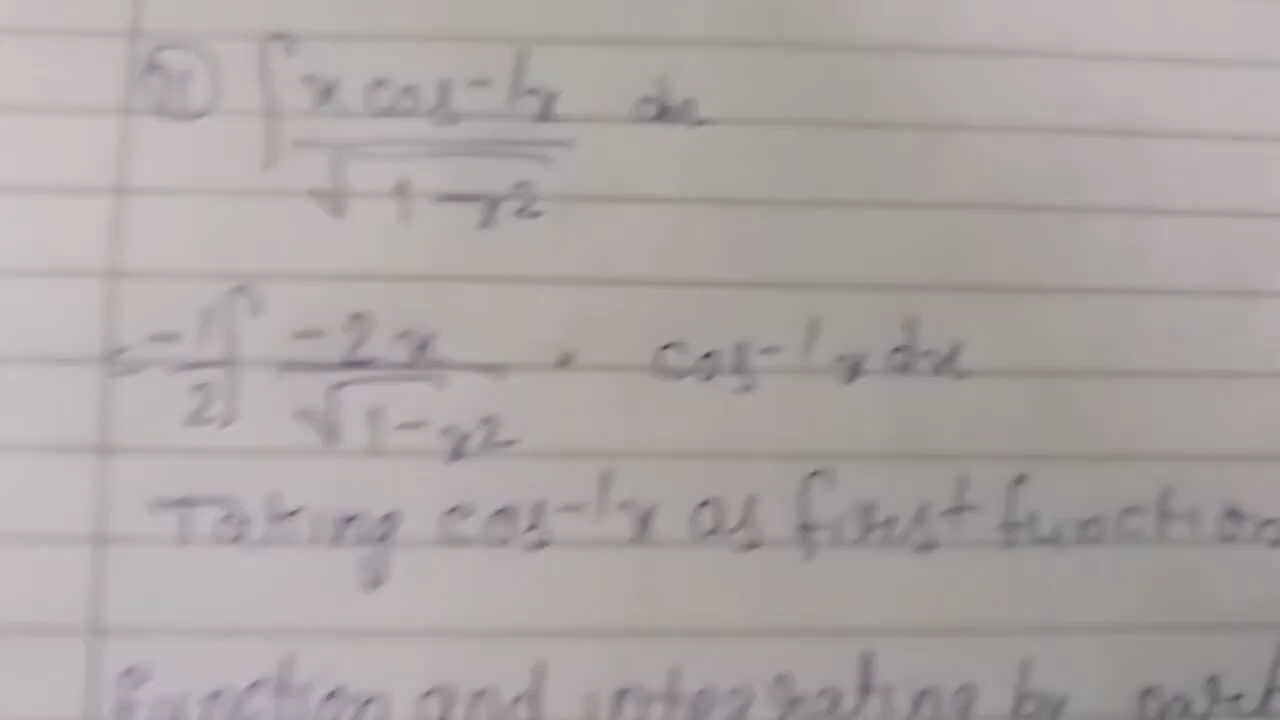 ∫ x cos⁻¹x / √1-x² dx
= -1/2 ∫ -2x / √1-x² · cos⁻¹x dx
Taking cos⁻¹x as first function
function and integrating by part